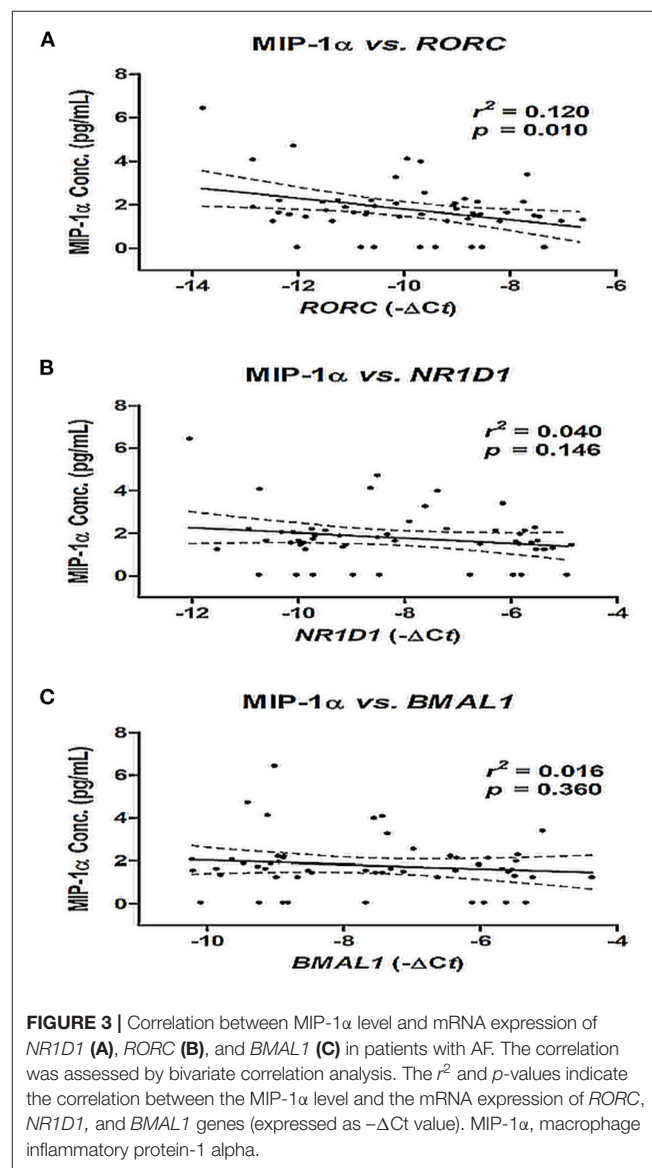 A
MIP-1α vs. RORC
r² = 0.120
p = 0.010
MIP-1α Conc. (pg/mL)
8
6
4
2
0
-14
-12
-10
-8
-6
RORC (-ΔCt)
B
MIP-1α vs. NR1D1
r² = 0.040
p = 0.146
MIP-1α Conc. (pg/mL)
8
6
4
2
0
-12
-10
-8
-6
-4
NR1D1 (-ΔCt)
C
MIP-1α vs. BMAL1
r² = 0.016
p = 0.360
MIP-1α Conc. (pg/mL)
8
6
4
2
0
-10
-8
-6
-4
BMAL1 (-ΔCt)
FIGURE 3 | Correlation between MIP-1α level and mRNA expression of
NR1D1 (A), RORC (B), and BMAL1 (C) in patients with AF. The correlation
was assessed by bivariate correlation analysis. The r² and p-values indicate
the correlation between the MIP-1α level and the mRNA expression of RORC,
NR1D1, and BMAL1 genes (expressed as –ΔCt value). MIP-1α, macrophage
inflammatory protein-1 alpha.